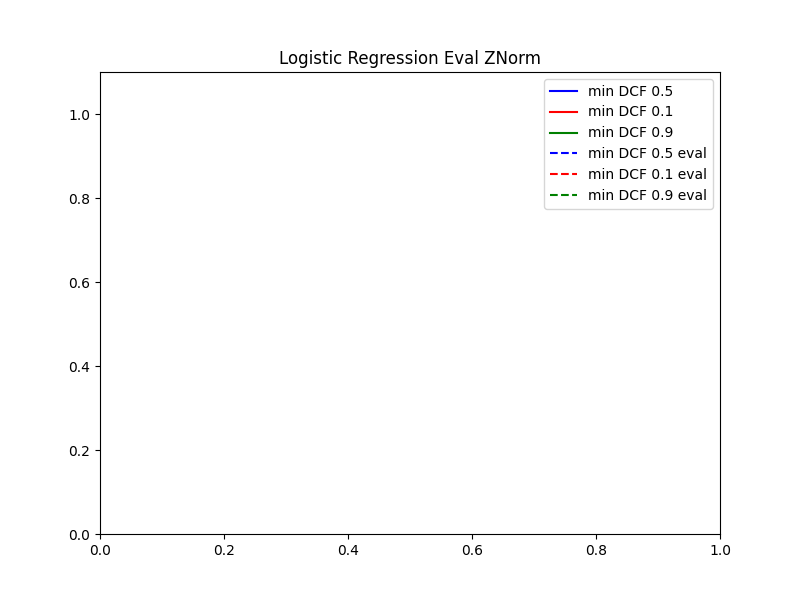 Logistic Regression Eval ZNorm
min DCF 0.5
min DCF 0.1
min DCF 0.9
min DCF 0.5 eval
min DCF 0.1 eval
min DCF 0.9 eval
1.0
0.8
0.6
0.4
0.2
0.0
0.0 0.2 0.4 0.6 0.8 1.0